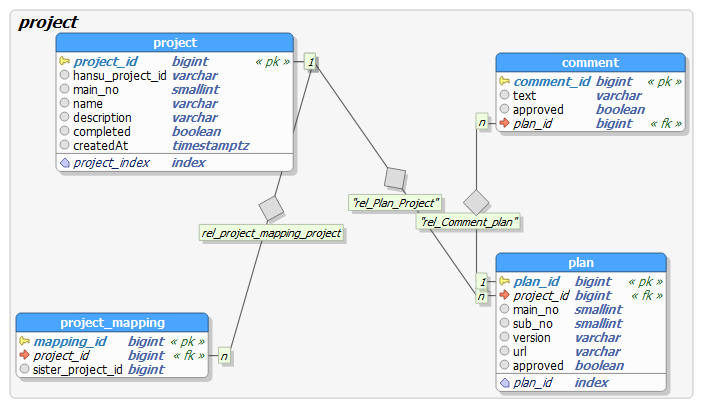 project
project
project_id bigint « pk »
hansu_project_id varchar
main_no smallint
name varchar
description varchar
completed boolean
createdAt timestamptz
project_index index
1
comment
comment_id bigint « pk »
text varchar
approved boolean
plan_id bigint « fk »
n
"rel_Plan_Project"
"rel_Comment_plan"
rel_project_mapping_project
plan
plan_id bigint « pk »
project_id bigint « fk »
main_no smallint
sub_no smallint
version varchar
url varchar
approved boolean
plan_id index
1
n
project_mapping
mapping_id bigint « pk »
project_id bigint « fk »
sister_project_id bigint
n